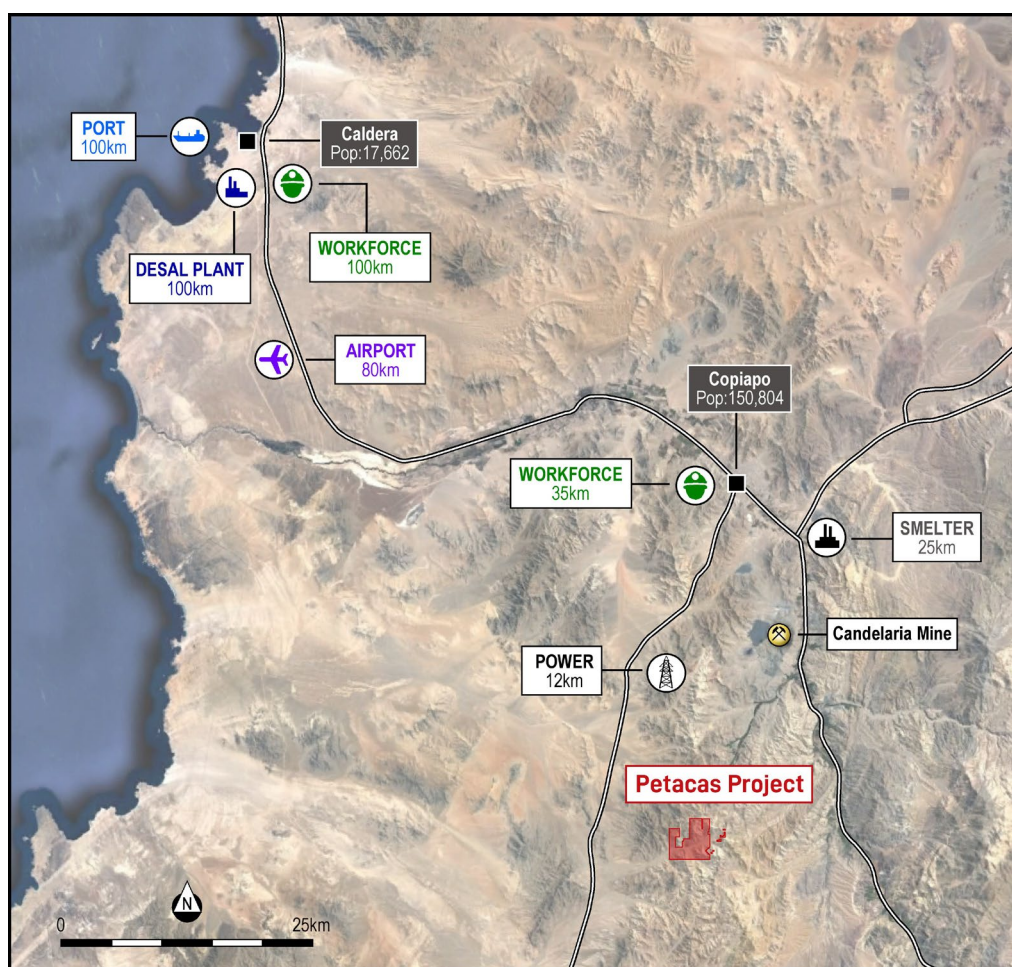 PORT
100km
Caldera
Pop:17,662
WORKFORCE
100km
DESAL PLANT
100km
AIRPORT
80km
Copiapo
Pop:150,804
WORKFORCE
35km
SMELTER
25km
Candelaria Mine
POWER
12km
Petacas Project
N
0
25km